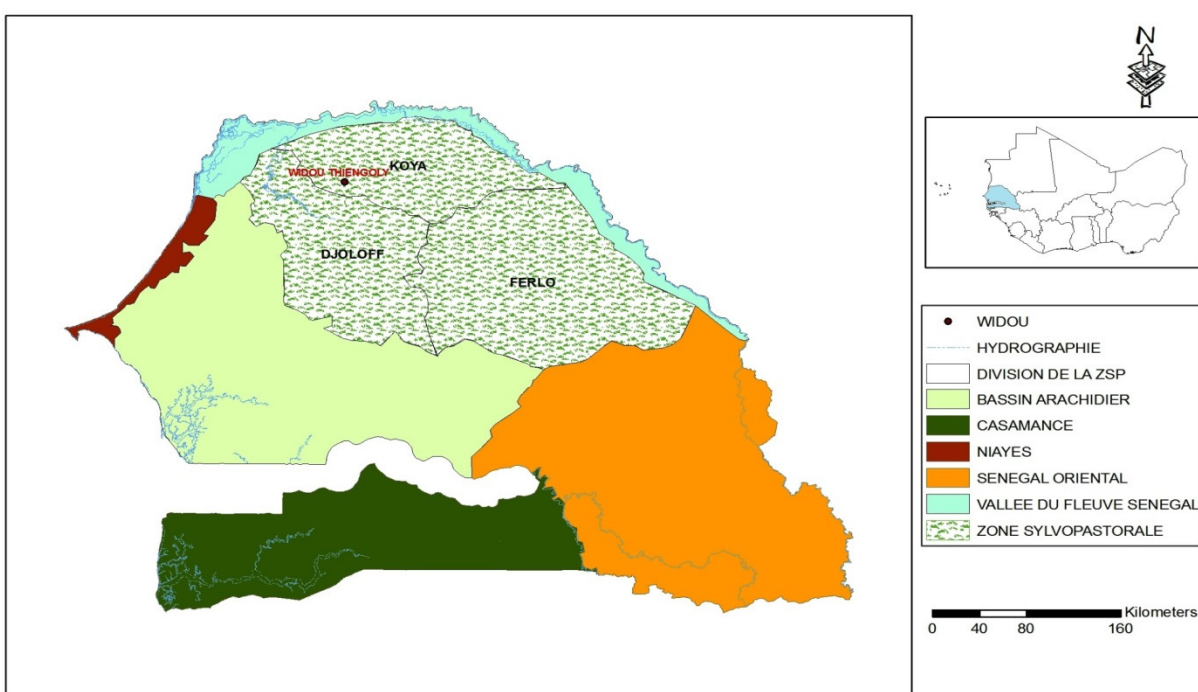 KOYA
WIDOU THIENGOLY
DJOLOFF
FERLO
N
WIDOU
HYDROGRAPHIE
DIVISION DE LA ZSP
BASSIN ARACHIDIER
CASAMANCE
NIAYES
SENEGAL ORIENTAL
VALLEE DU FLEUVE SENEGAL
ZONE SYLVOPASTORALE
Kilometers
0 40 80 160